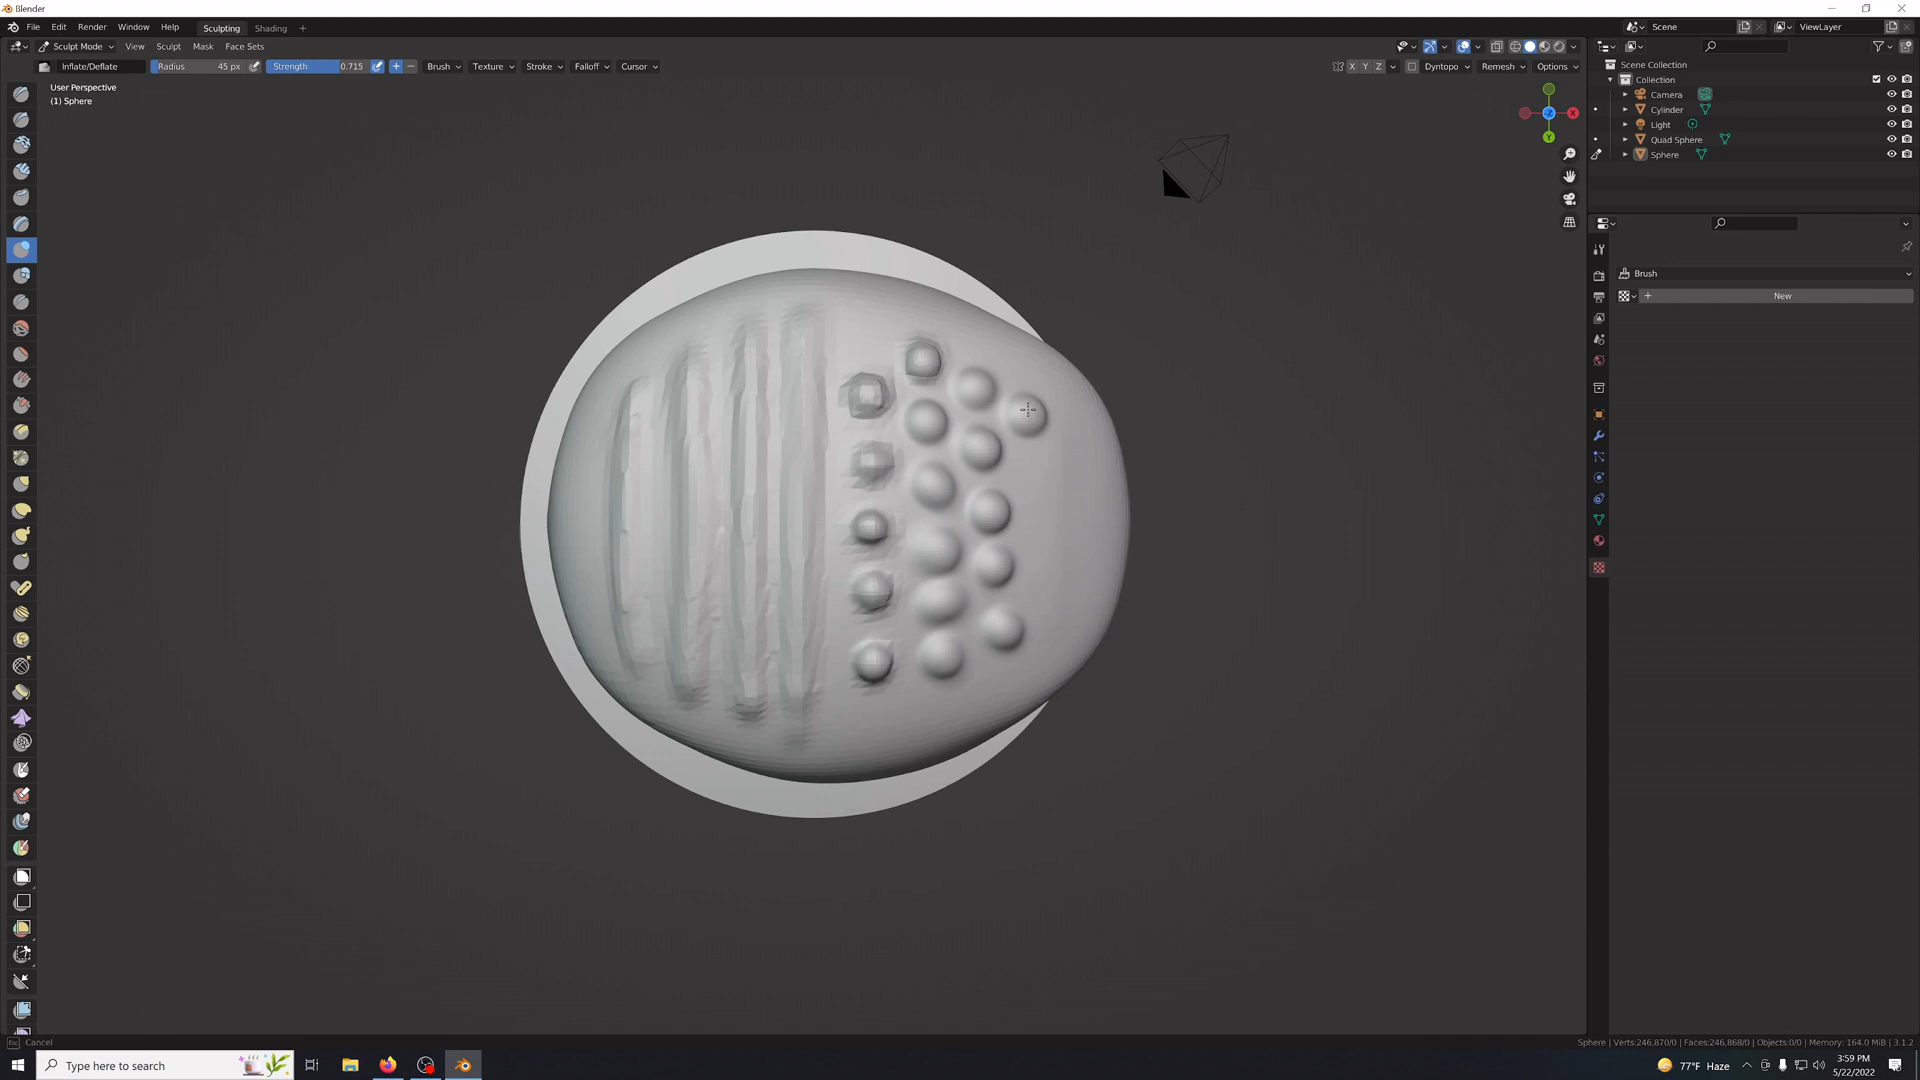 Blender
File Edit Render Window Help Sculpting Shading + Scene ViewLayer
Sculpt Mode View Sculpt Mask Face Sets
Inflate/Deflate Radius 45 px Strength 0.715 + − Brush Texture Stroke Falloff Cursor X Y Z Dyntopo Remesh Options
User Perspective
(1) Sphere
Z X Y
Scene Collection
Collection
Camera
Cylinder
Light
Quad Sphere
Sphere
Brush
+ New
Esc Cancel
Sphere | Verts:246,870/0 | Faces:246,868/0 | Objects:0/0 | Memory: 164.0 MiB | 3.1.2
Type here to search
77°F Haze
3:59 PM
5/22/2022